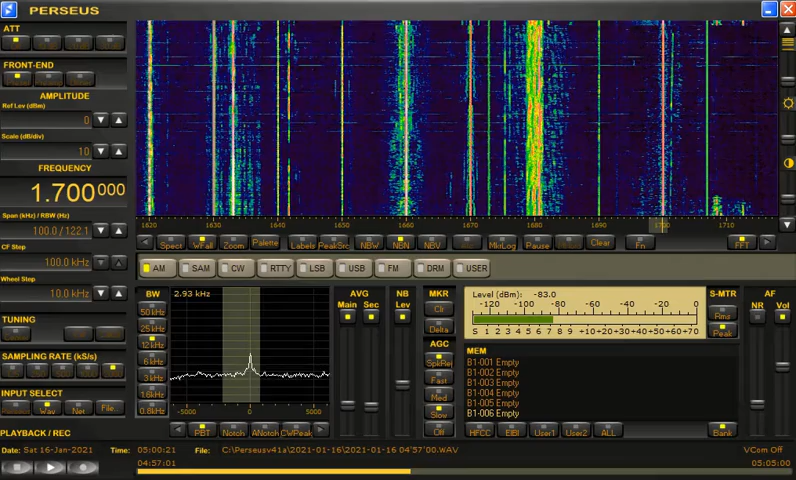 PERSEUS
ATT
FRONT-END
AMPLITUDE
Ref Lev (dBm)
0
Scale (dB/div)
10
FREQUENCY
1.700000
Span (kHz) / RBW (Hz)
100.0 / 122.1
CF Step
100.0 kHz
Wheel Step
10.0 kHz
TUNING
SAMPLING RATE (kS/s)
INPUT SELECT
Wav Net File...
PLAYBACK / REC
1620 1630 1640 1650 1660 1670 1680 1690 1700 1710
Spect WFall Zoom Palette Labels PeakSrc NBW NBN NBV MkrLog Pause Clear Fn FFT
AM SAM CW RTTY LSB USB FM DRM USER
BW
50 kHz
25 kHz
12 kHz
6 kHz
3 kHz
1.6kHz
0.8kHz
2.93 kHz
-5000 0 5000
PBT Notch ANotch CWPeak
AVG
Main Sec
NB
Lev
MKR
Clr
Delta
AGC
SpkRej
Fast
Med
Slow
Off
Level (dBm): -83.0
-120 -100 -80 -60 -40 -20 0
S 1 2 3 4 5 6 7 8 9 +10 +20 +30 +40 +50 +60 +70
S-MTR
Rms
Peak
AF
NR Vol
MEM
B1-001 Empty
B1-002 Empty
B1-003 Empty
B1-004 Empty
B1-005 Empty
B1-006 Empty
HFCC EIBI User1 User2 ALL Bank
Date: Sat 16-Jan-2021 Time: 05:00:21 File: C:\Perseusv41a\2021-01-16\2021-01-16 04'57'00.WAV VCom Off
04:57:01 05:05:00